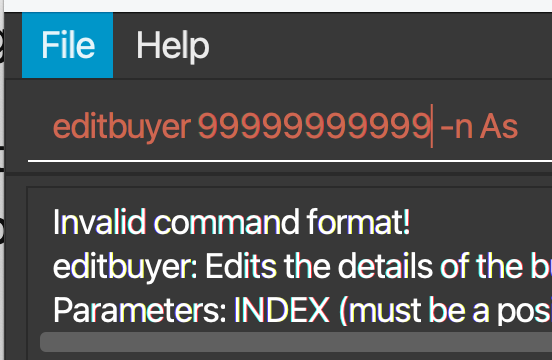 File Help
editbuyer 99999999999 -n As
Invalid command format!
editbuyer: Edits the details of the b
Parameters: INDEX (must be a pos